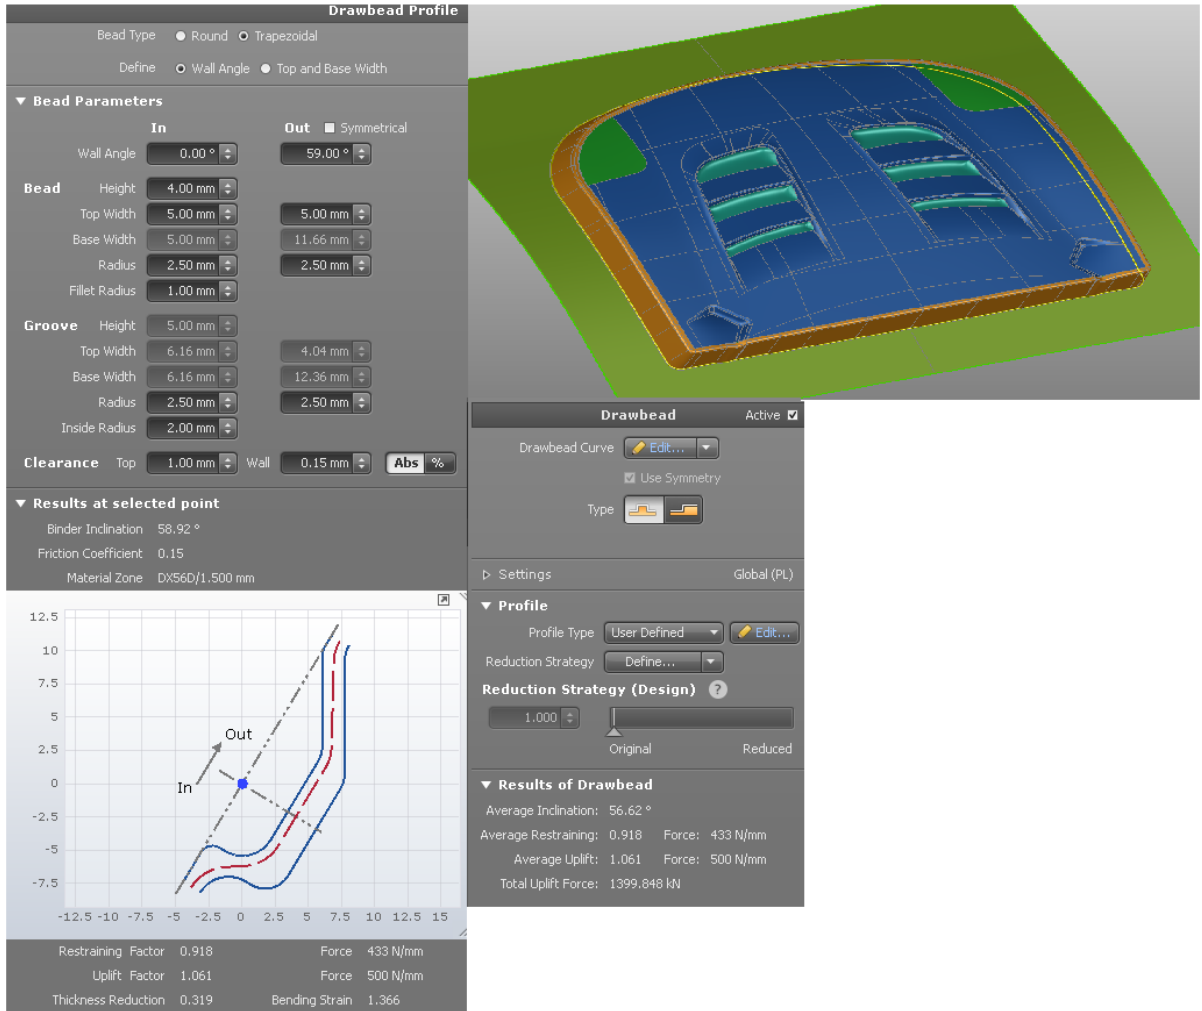 Drawbead Profile
Bead Type Round Trapezoidal
Define Wall Angle Top and Base Width
Bead Parameters
In Out Symmetrical
Wall Angle 0.00 ° 59.00 °
Bead Height 4.00 mm
Top Width 5.00 mm 5.00 mm
Base Width 5.00 mm 11.66 mm
Radius 2.50 mm 2.50 mm
Fillet Radius 1.00 mm
Groove Height 5.00 mm
Top Width 6.16 mm 4.04 mm
Base Width 6.16 mm 12.36 mm
Radius 2.50 mm 2.50 mm
Inside Radius 2.00 mm
Clearance Top 1.00 mm Wall 0.15 mm Abs %
Results at selected point
Binder Inclination 58.92 °
Friction Coefficient 0.15
Material Zone DX56D/1.500 mm
12.5
10
7.5
5
2.5
0
-2.5
-5
-7.5
Out
In
-12.5 -10 -7.5 -5 -2.5 0 2.5 5 7.5 10 12.5 15
Restraining Factor 0.918 Force 433 N/mm
Uplift Factor 1.061 Force 500 N/mm
Thickness Reduction 0.319 Bending Strain 1.366
Drawbead Active
Drawbead Curve Edit...
Use Symmetry
Type
Settings Global (PL)
Profile
Profile Type User Defined Edit...
Reduction Strategy Define...
Reduction Strategy (Design) ?
1.000
Original Reduced
Results of Drawbead
Average Inclination: 56.62 °
Average Restraining: 0.918 Force: 433 N/mm
Average Uplift: 1.061 Force: 500 N/mm
Total Uplift Force: 1399.848 kN